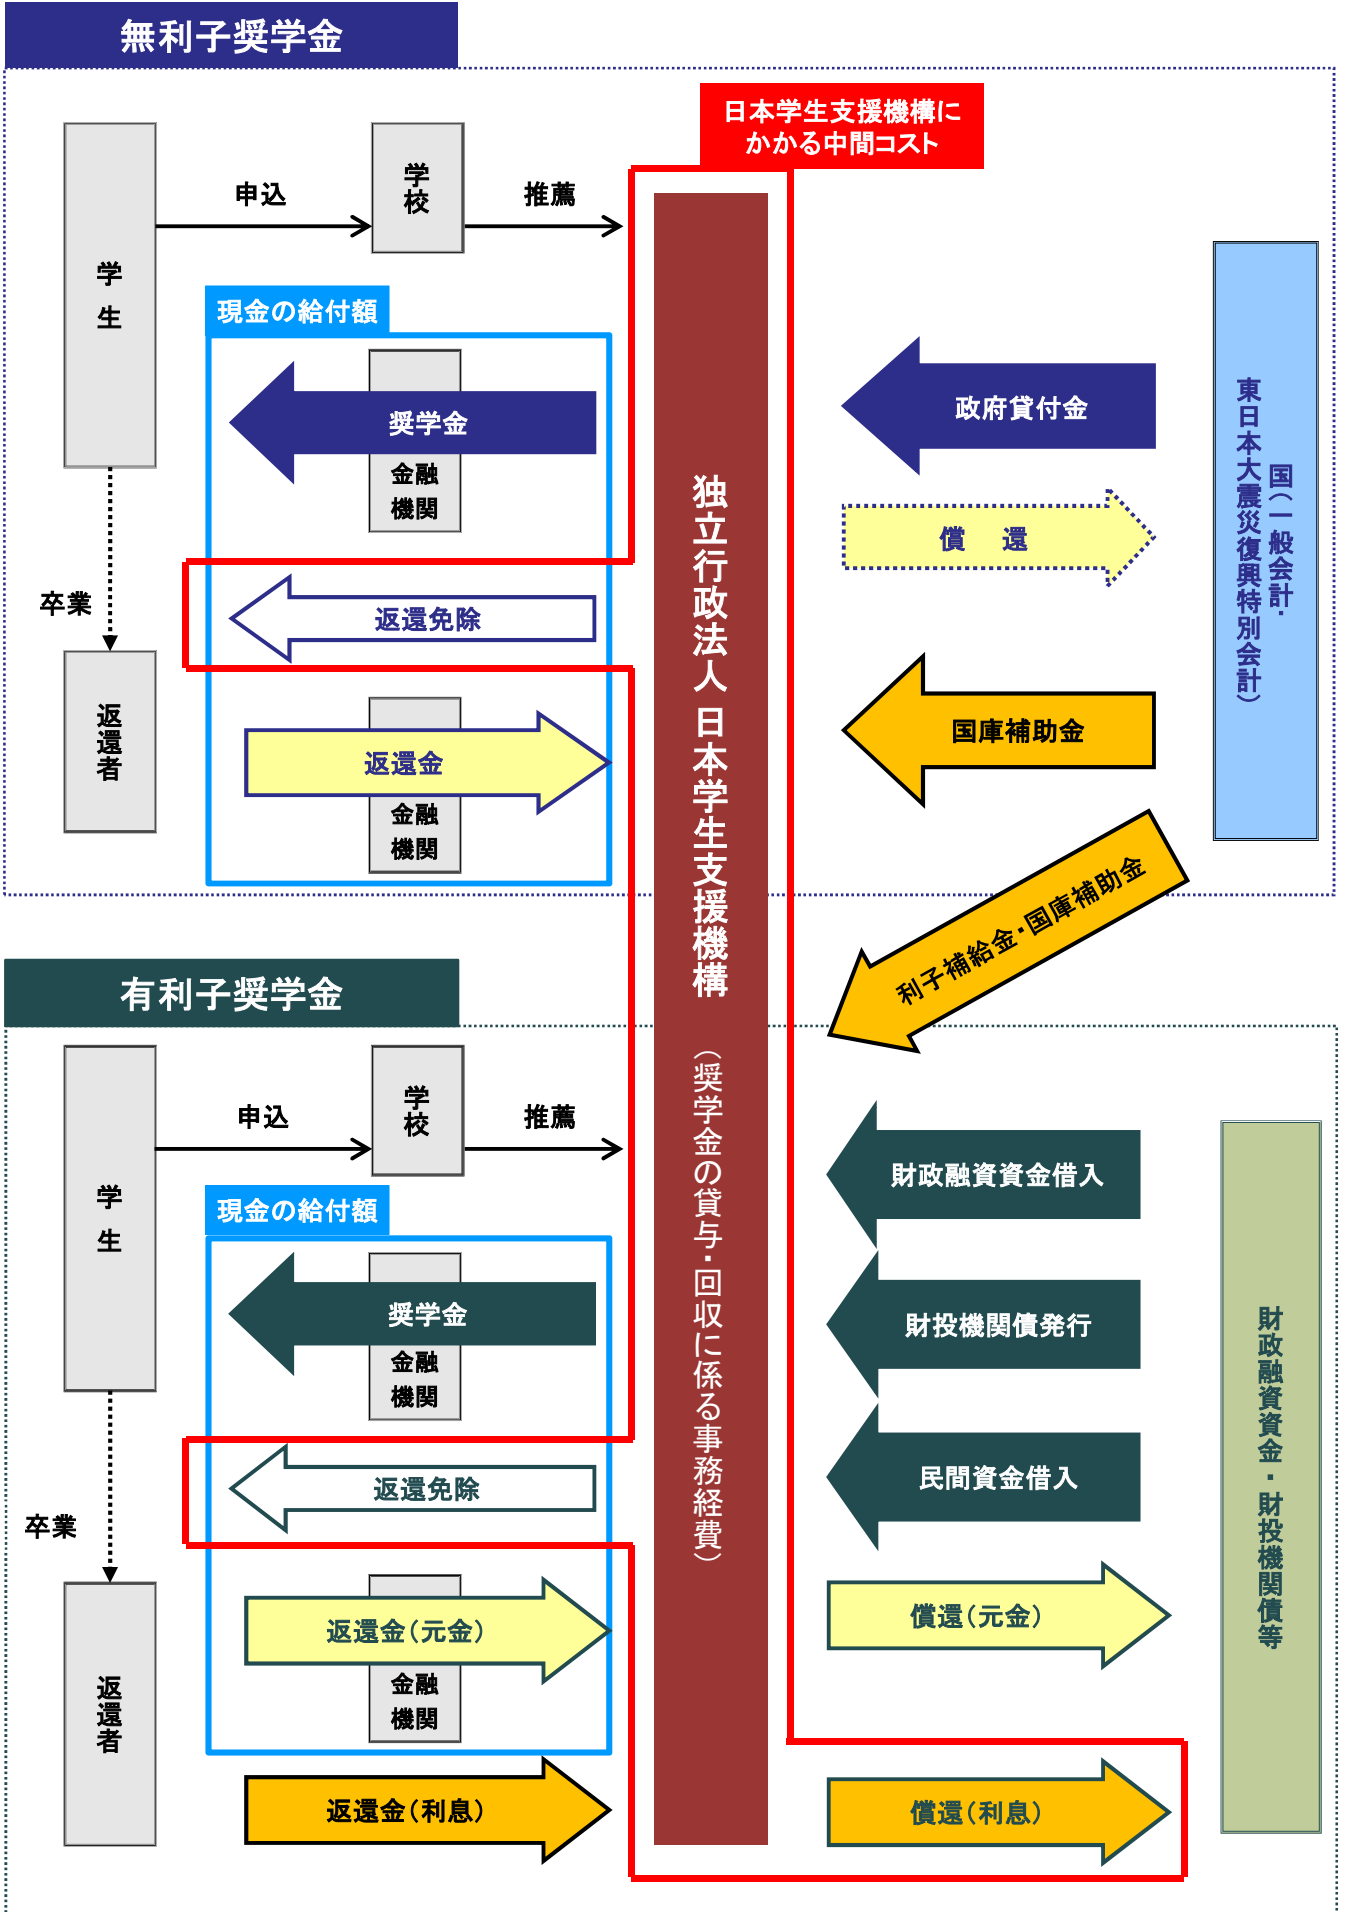 無利子奨学金
日本学生支援機構に
かかる中間コスト
学生
申込
学校
推薦
現金の給付額
奨学金
金融
機関
返還免除
返還金
金融
機関
卒業
返還者
独立行政法人 日本学生支援機構 （奨学金の貸与・回収に係る事務経費）
政府貸付金
償 還
国庫補助金
利子補給金・国庫補助金
国（一般会計・
東日本大震災復興特別会計）
有利子奨学金
学生
申込
学校
推薦
現金の給付額
奨学金
金融
機関
返還免除
返還金（元金）
金融
機関
返還金（利息）
卒業
返還者
財政融資資金借入
財投機関債発行
民間資金借入
償還（元金）
償還（利息）
財政融資資金・財投機関債等